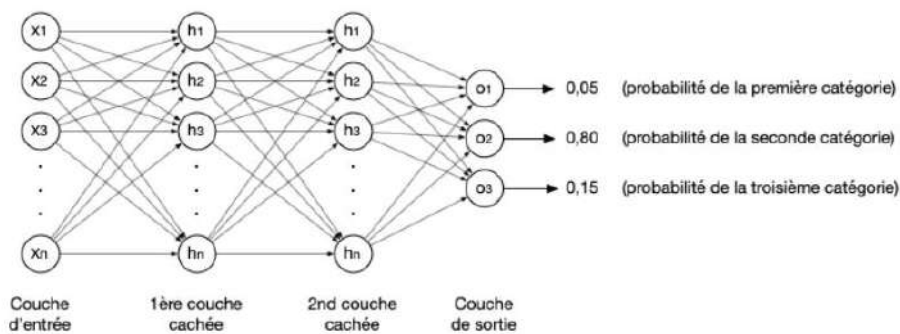 x1 h1 h1
x2 h2 h2 o1 0,05 (probabilité de la première catégorie)
x3 h3 h3 o2 0,80 (probabilité de la seconde catégorie)
o3 0,15 (probabilité de la troisième catégorie)
xn hn hn
Couche 1ère couche 2nd couche Couche
d'entrée cachée cachée de sortie